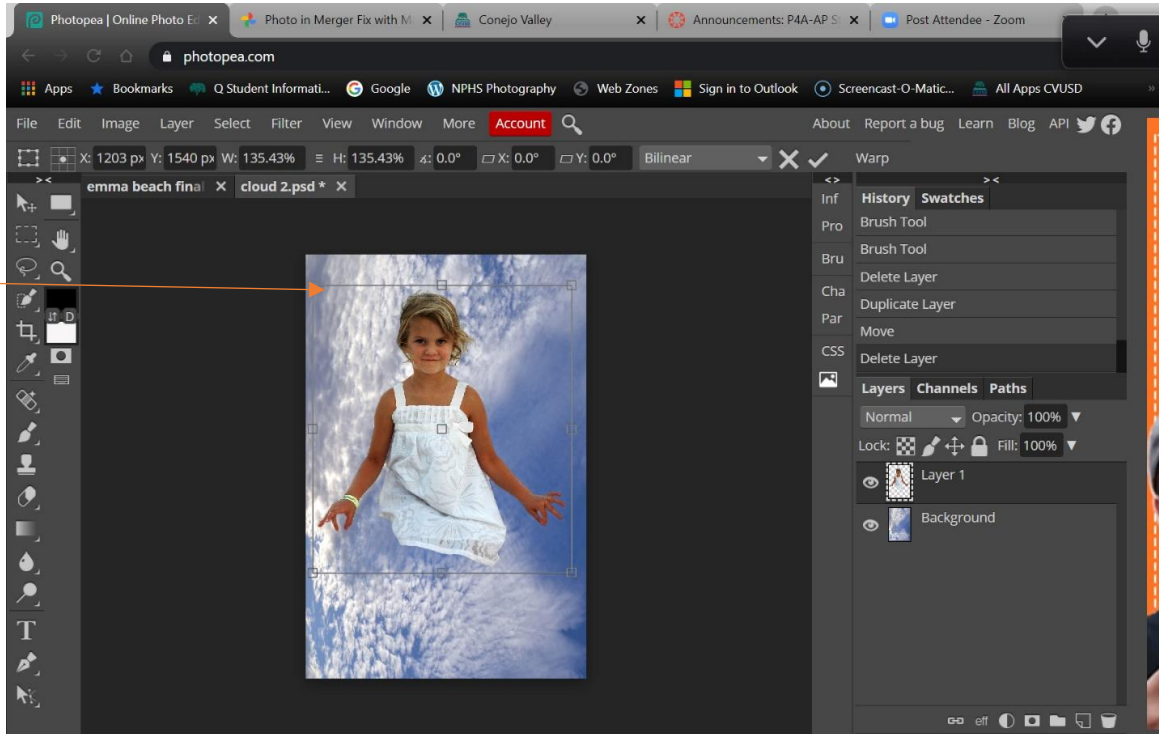 Photopea | Online Photo Ed
Photo in Merger Fix with M
Conejo Valley
Announcements: P4A-AP S
Post Attendee - Zoom
photopea.com
Apps Bookmarks Q Student Informati... Google NPHS Photography Web Zones Sign in to Outlook Screencast-O-Matic... All Apps CVUSD »
File Edit Image Layer Select Filter View Window More Account About Report a bug Learn Blog API
X: 1203 px Y: 1540 px W: 135.43% H: 135.43% ∡: 0.0° X: 0.0° Y: 0.0° Bilinear Warp
> < emma beach final cloud 2.psd * <> > <
Inf
Pro
Bru
Cha
Par
CSS
D
T
History Swatches
Brush Tool
Brush Tool
Delete Layer
Duplicate Layer
Move
Delete Layer
Layers Channels Paths
Normal Opacity: 100% ▼
Lock: Fill: 100% ▼
Layer 1
Background
eff